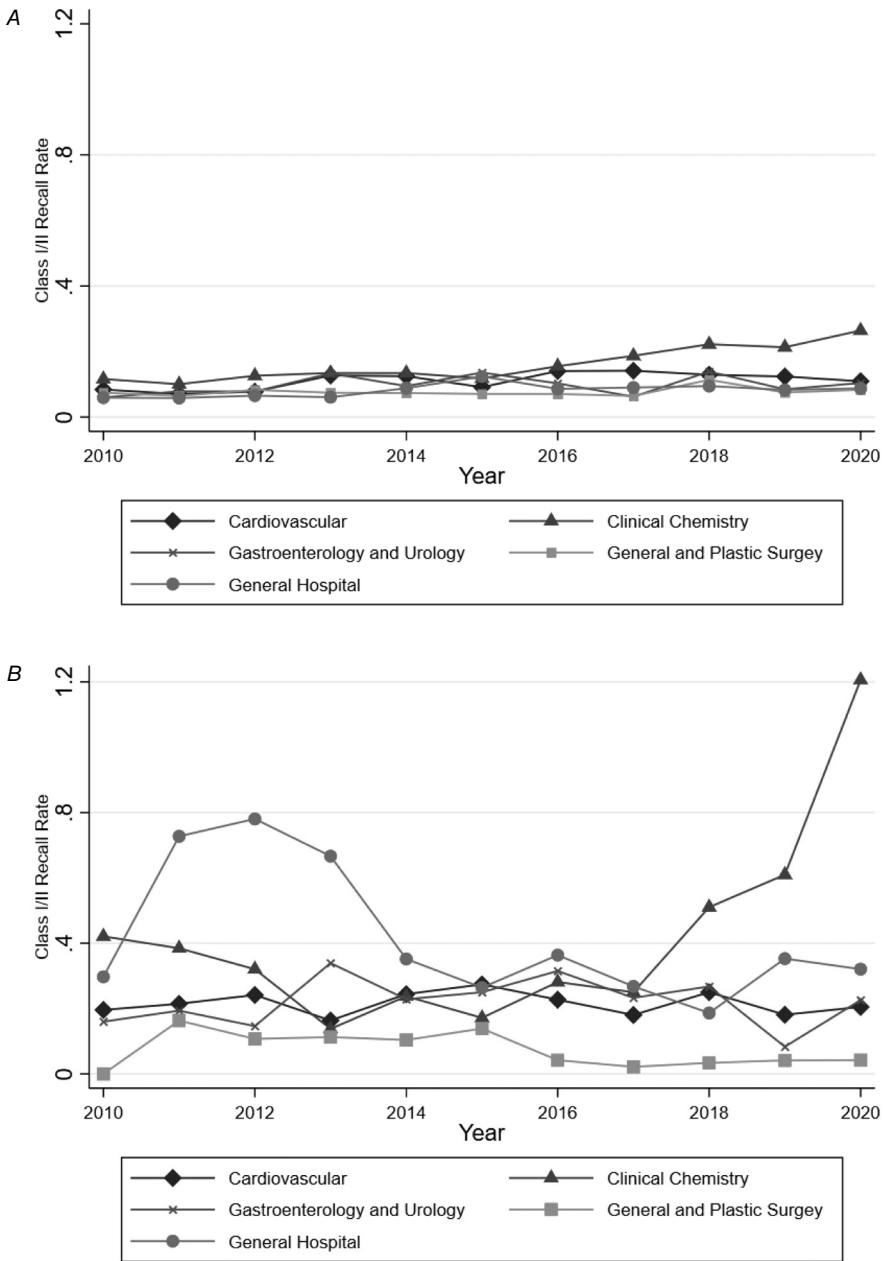 A
1.2
.8
.4
0
Class I/II Recall Rate
2010 2012 2014 2016 2018 2020
Year
Cardiovascular Clinical Chemistry
Gastroenterology and Urology General and Plastic Surgey
General Hospital
B
1.2
.8
.4
0
Class I/II Recall Rate
2010 2012 2014 2016 2018 2020
Year
Cardiovascular Clinical Chemistry
Gastroenterology and Urology General and Plastic Surgey
General Hospital